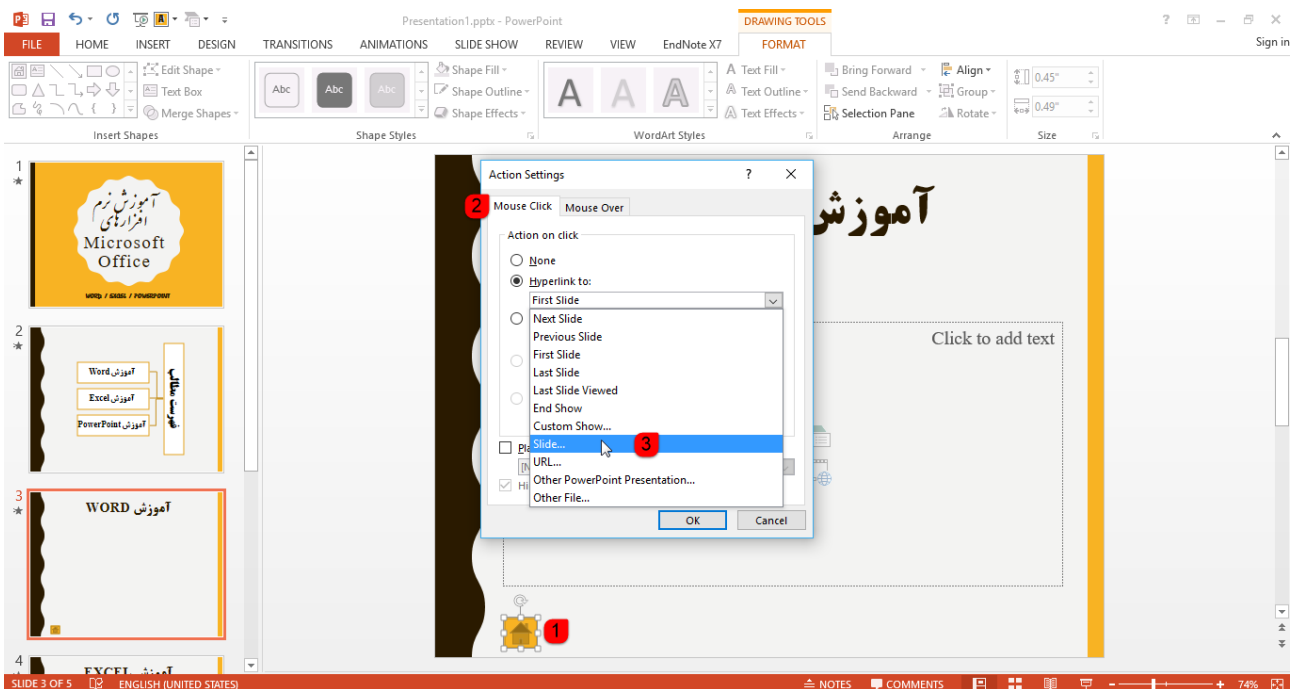 Presentation1.pptx - PowerPoint
DRAWING TOOLS
FILE HOME INSERT DESIGN TRANSITIONS ANIMATIONS SLIDE SHOW REVIEW VIEW EndNote X7 FORMAT
Sign in
Edit Shape
Text Box
Merge Shapes
Insert Shapes
Abc Abc Abc
Shape Fill
Shape Outline
Shape Effects
Shape Styles
A A A
Text Fill
Text Outline
Text Effects
WordArt Styles
Bring Forward
Send Backward
Selection Pane
Align
Group
Rotate
Arrange
0.45"
0.49"
Size
1
آموزش نرم
افزارهای
Microsoft
Office
WORD / EXCEL / POWERPOINT
2
آموزش Word
آموزش Excel
آموزش PowerPoint
فهرست مطالب
3
آموزش WORD
4
آموزش EXCEL
آموزش
Click to add text
Action Settings
? ×
2
Mouse Click Mouse Over
Action on click
None
Hyperlink to:
First Slide
Next Slide
Previous Slide
First Slide
Last Slide
Last Slide Viewed
End Show
Custom Show...
Slide...
3
URL...
Other PowerPoint Presentation...
Other File...
OK Cancel
1
SLIDE 3 OF 5 ENGLISH (UNITED STATES)
NOTES COMMENTS 74%